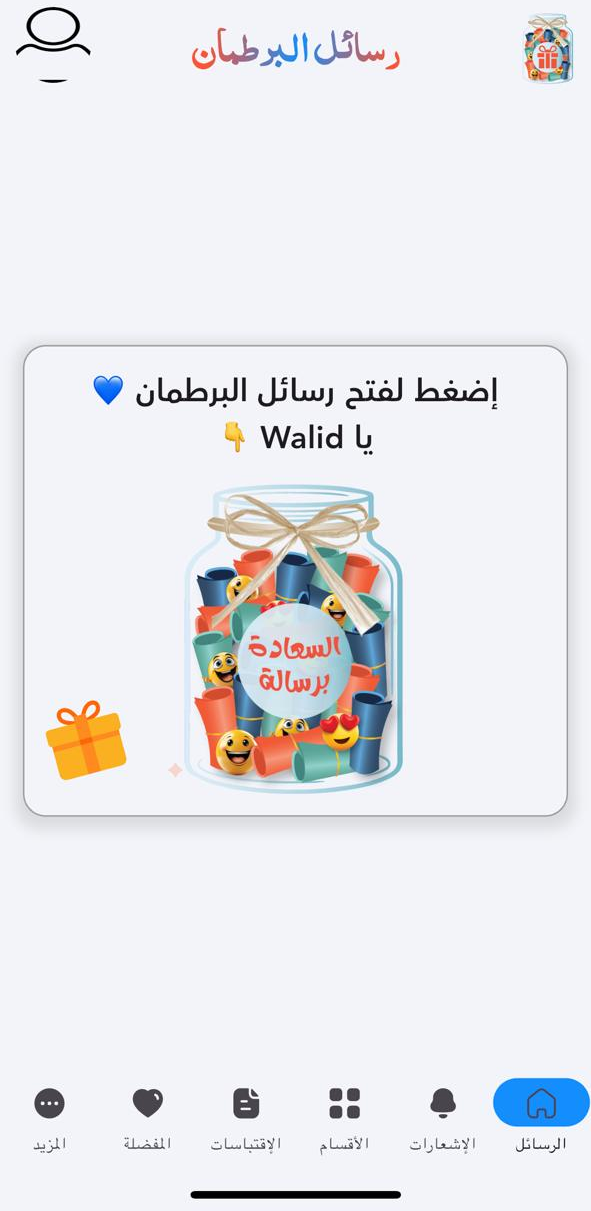 رسائل البرطمان
إضغط لفتح رسائل البرطمان 💙
يا Walid 👇
السعادة
برسالة
الرسائل
الإشعارات
الأقسام
الإقتباسات
المفضلة
المزيد